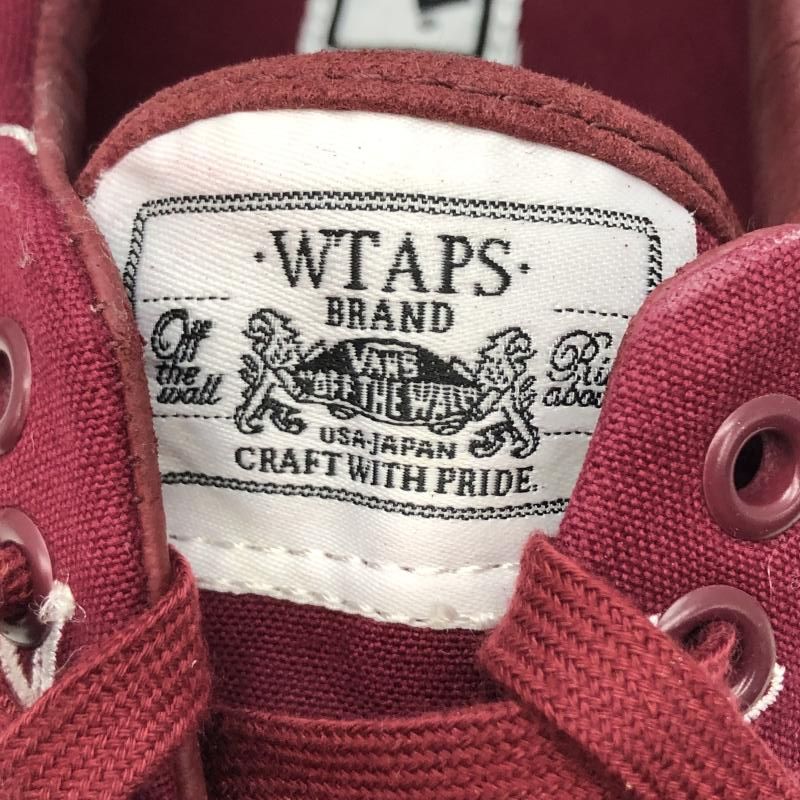 ·WTAPS·
BRAND
Off
the
wall
VANS
"OFF THE WALL"
USA·JAPAN
CRAFT WITH PRIDE.